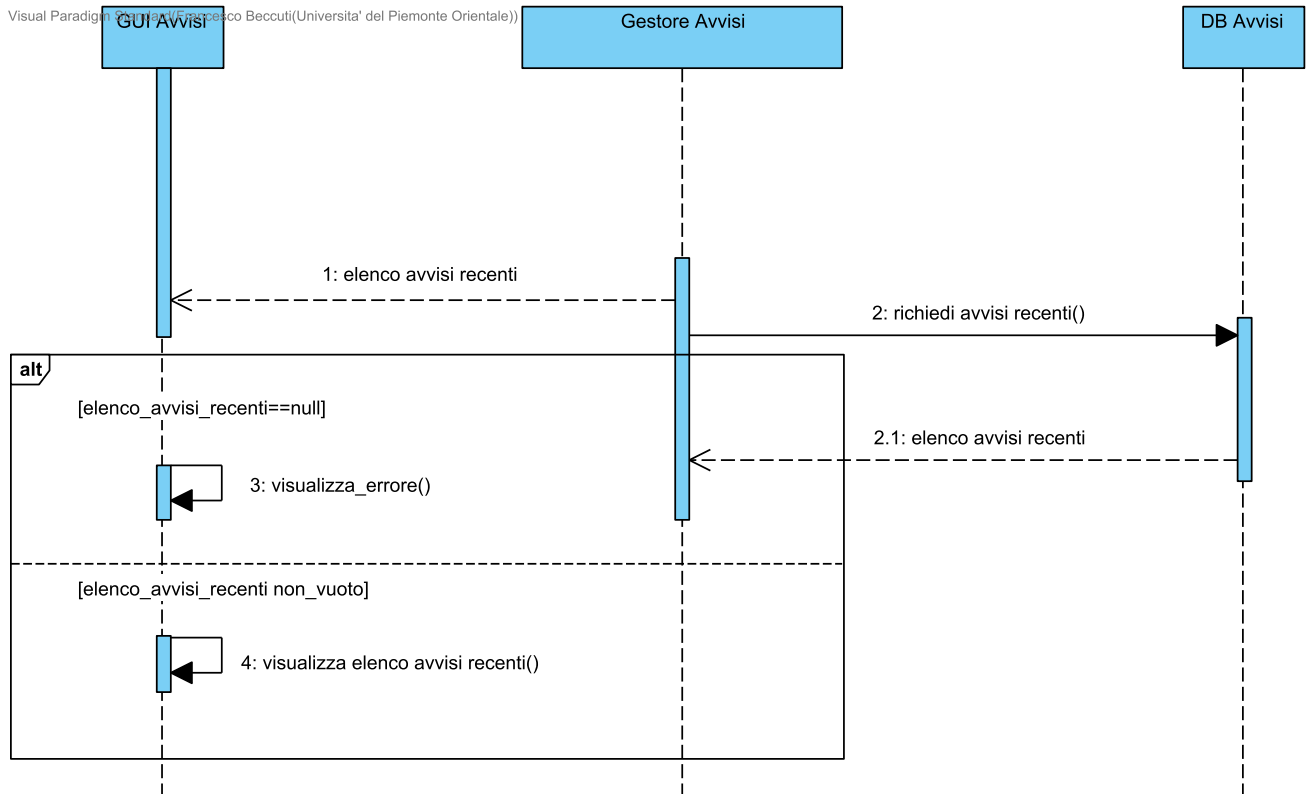 Visual Paradigm Standard(Francesco Beccuti(Universita' del Piemonte Orientale))
GUI Avvisi
Gestore Avvisi
DB Avvisi
1: elenco avvisi recenti
2: richiedi avvisi recenti()
alt
[elenco_avvisi_recenti==null]
2.1: elenco avvisi recenti
3: visualizza_errore()
[elenco_avvisi_recenti non_vuoto]
4: visualizza elenco avvisi recenti()